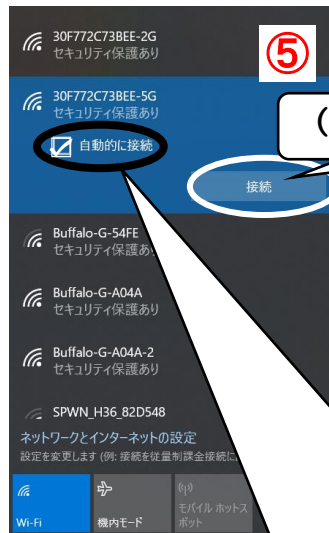 30F772C73BEE-2G
セキュリティ保護あり
⑤
30F772C73BEE-5G
セキュリティ保護あり
(
自動的に接続
接続
Buffalo-G-54FE
セキュリティ保護あり
Buffalo-G-A04A
セキュリティ保護あり
Buffalo-G-A04A-2
セキュリティ保護あり
SPWN_H36_82D548
ネットワークとインターネットの設定
設定を変更します (例: 接続を従量制課金接続に
Wi-Fi
機内モード
モバイル ホットス
ポット